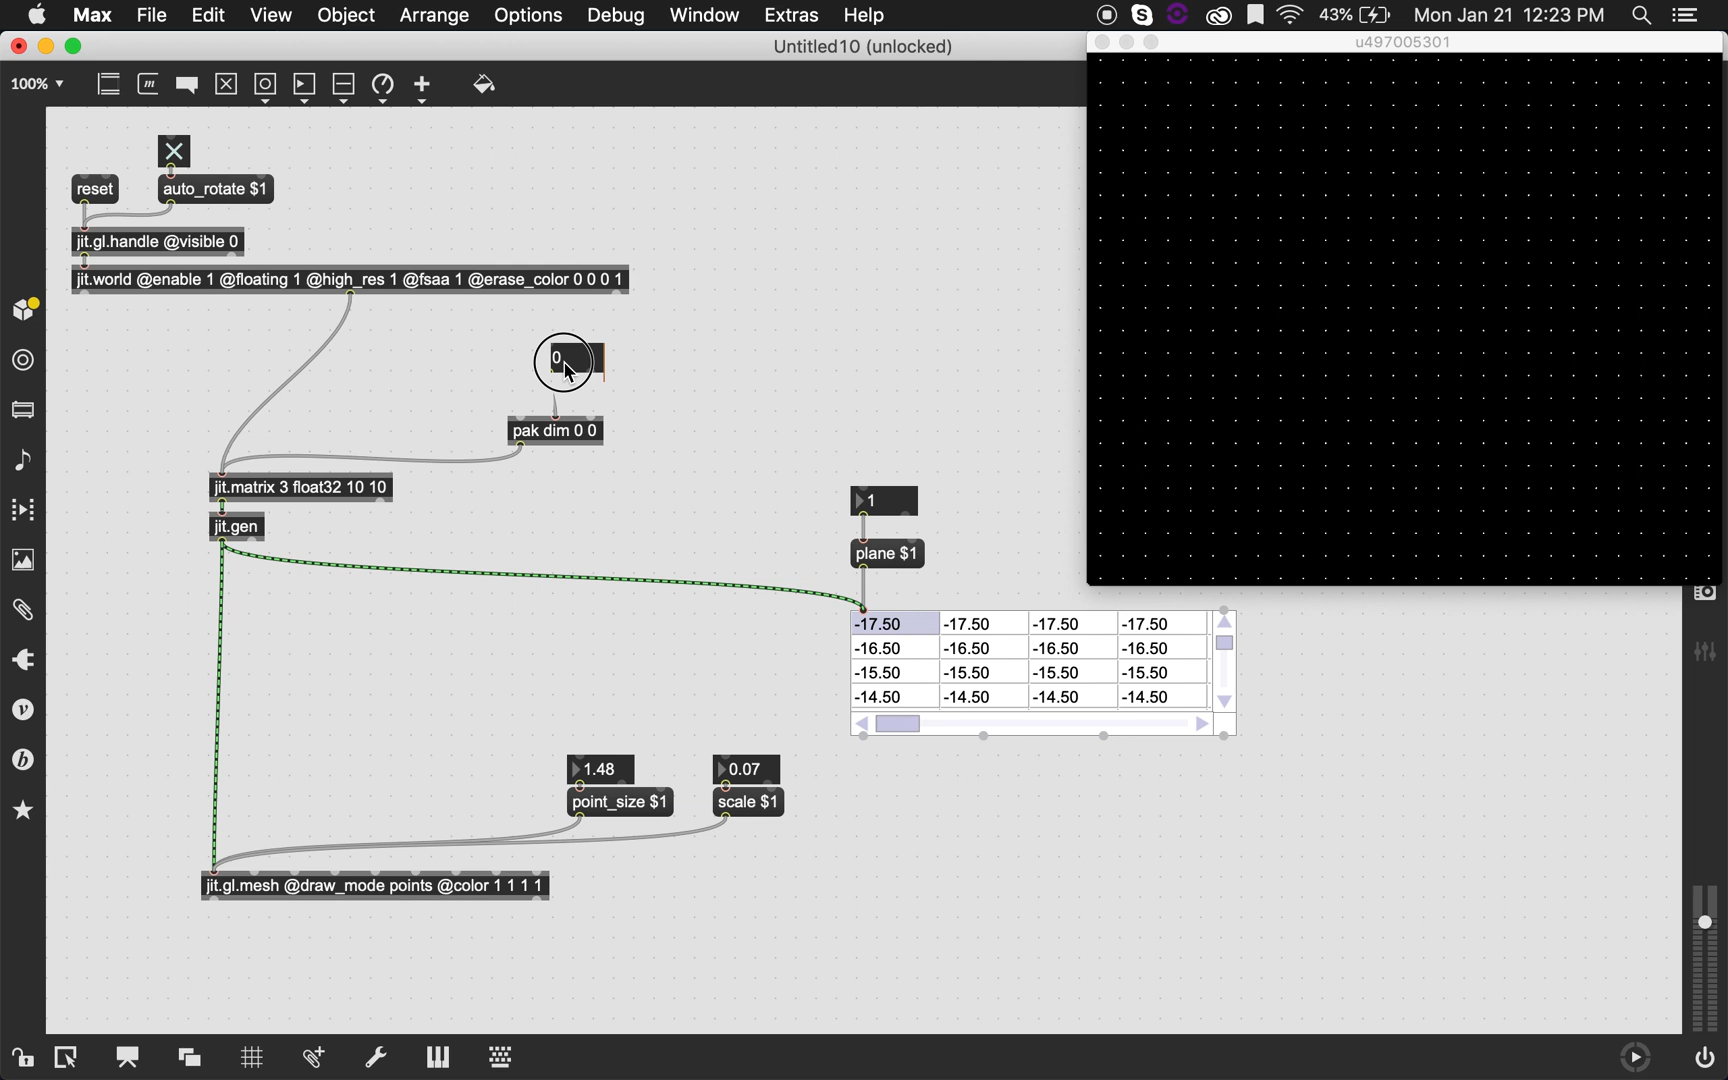 Max File Edit View Object Arrange Options Debug Window Extras Help
43% Mon Jan 21 12:23 PM
Untitled10 (unlocked)
u497005301
100%
m
reset
auto_rotate $1
jit.gl.handle @visible 0
jit.world @enable 1 @floating 1 @high_res 1 @fsaa 1 @erase_color 0 0 0 1
0
pak dim 0 0
jit.matrix 3 float32 10 10
jit.gen
1
plane $1
-17.50 -17.50 -17.50 -17.50
-16.50 -16.50 -16.50 -16.50
-15.50 -15.50 -15.50 -15.50
-14.50 -14.50 -14.50 -14.50
1.48 0.07
point_size $1 scale $1
jit.gl.mesh @draw_mode points @color 1 1 1 1
v
b